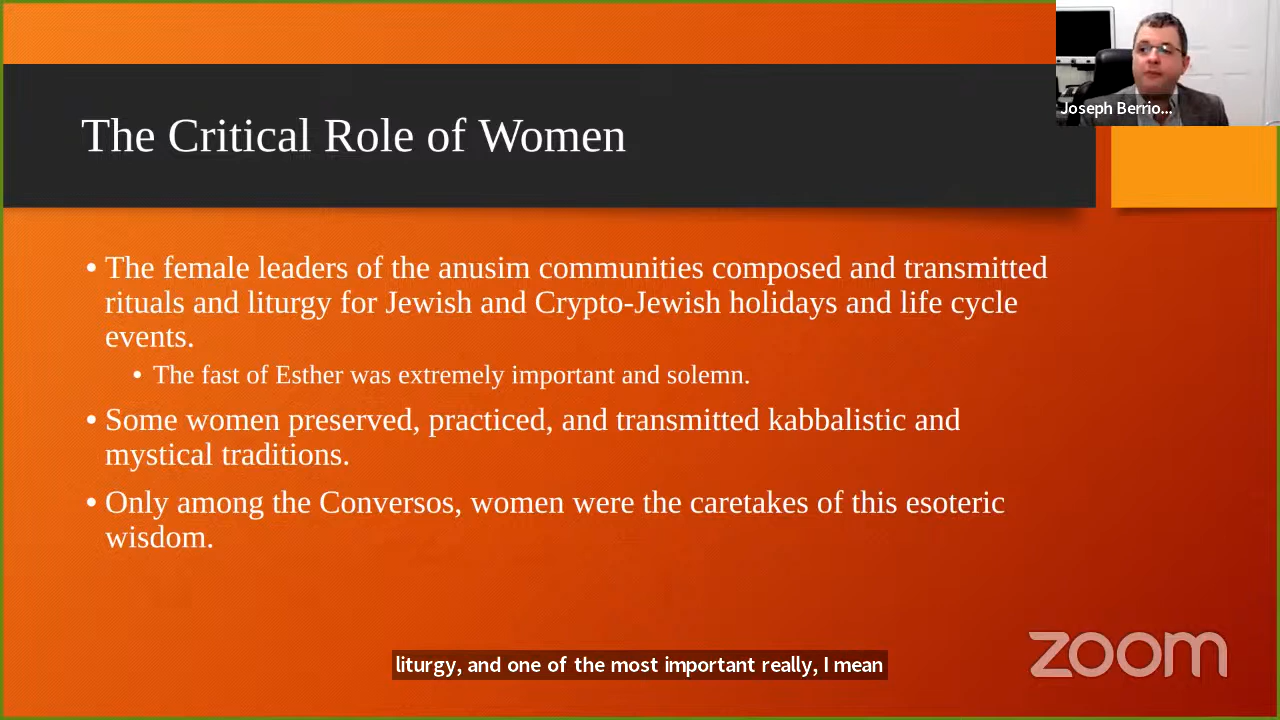 Joseph Berrio...
The Critical Role of Women
• The female leaders of the anusim communities composed and transmitted
rituals and liturgy for Jewish and Crypto-Jewish holidays and life cycle
events.
• The fast of Esther was extremely important and solemn.
• Some women preserved, practiced, and transmitted kabbalistic and
mystical traditions.
• Only among the Conversos, women were the caretakes of this esoteric
wisdom.
zoom
liturgy, and one of the most important really, I mean